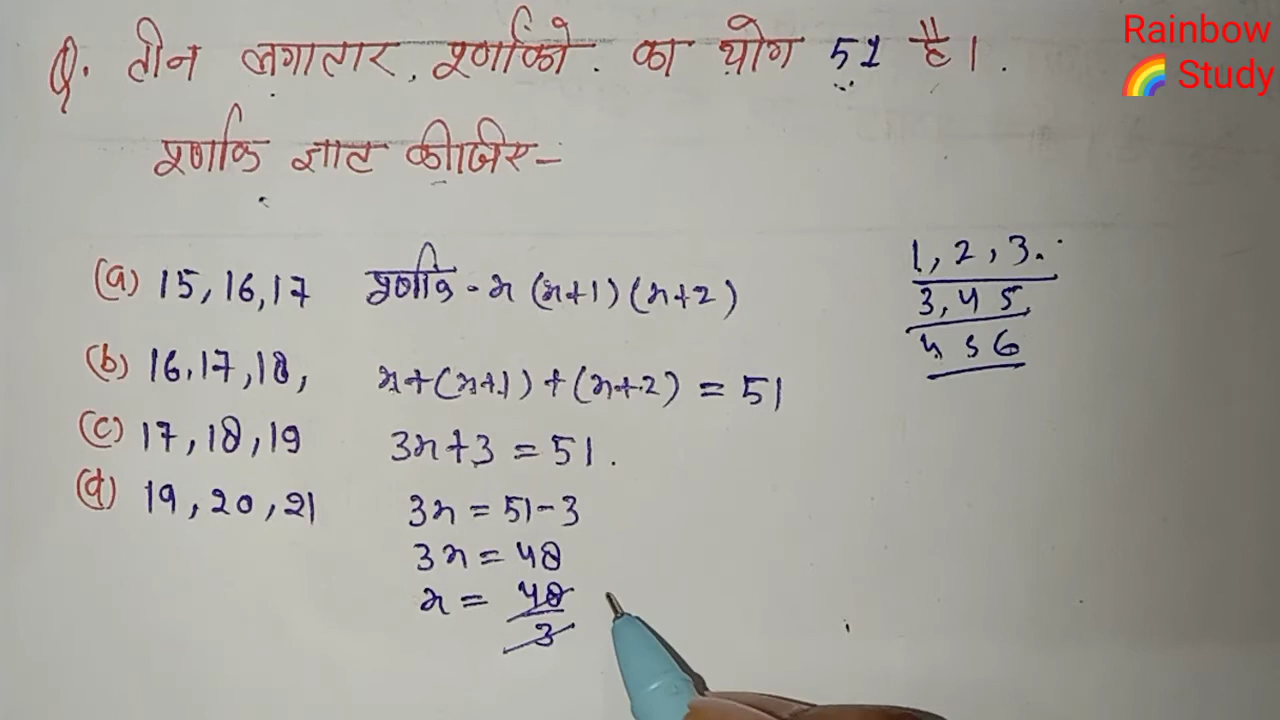 Q. तीन लगातार पूर्णांको का योग 51 है।
पूर्णांक ज्ञात कीजिए-
Rainbow
Study
(a) 15, 16, 17
(b) 16, 17, 18,
(c) 17, 18, 19
(d) 19, 20, 21
पूर्णांक - x (x+1) (x+2)
x+(x+1)+(x+2) = 51
3x+3 = 51.
3x = 51-3
3x = 48
x = 48/3
1, 2, 3.
3, 4 5
4 5 6